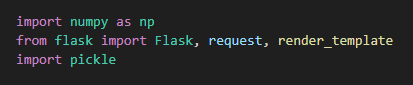 import numpy as np
from flask import Flask, request, render_template
import pickle